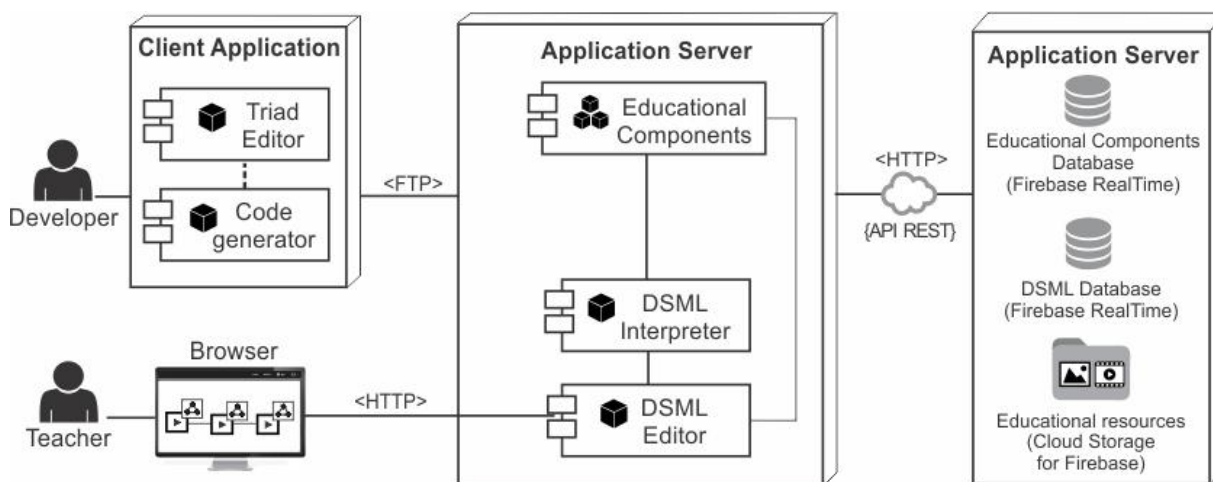 Client Application
Triad
Editor
Code
generator
Developer
<FTP>
Application Server
Educational
Components
DSML
Interpreter
DSML
Editor
Browser
Teacher
<HTTP>
<HTTP>
{API REST}
Application Server
Educational Components
Database
(Firebase RealTime)
DSML Database
(Firebase RealTime)
Educational resources
(Cloud Storage
for Firebase)